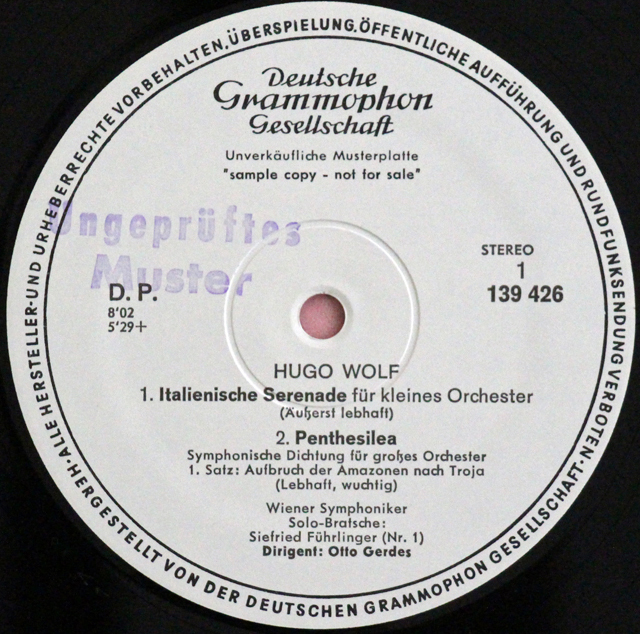 ·ALLE HERSTELLER-UND URHEBERRECHTE VORBEHALTEN,ÜBERSPIELUNG,ÖFFENTLICHE AUFFÜHRUNG UND RUNDFUNKSENDUNG VERBOTEN·
HERGESTELLT VON DER DEUTSCHEN GRAMMOPHON GESELLSCHAFT·
Deutsche
Grammophon
Gesellschaft
Unverkäufliche Musterplatte
"sample copy - not for sale"
Ungeprüftes
Muster
STEREO
1
139 426
D. P.
8'02
5'29+
HUGO WOLF
1. Italienische Serenade für kleines Orchester
(Äußerst lebhaft)
2. Penthesilea
Symphonische Dichtung für großes Orchester
1. Satz: Aufbruch der Amazonen nach Troja
(Lebhaft, wuchtig)
Wiener Symphoniker
Solo-Bratsche:
Siefried Führlinger (Nr. 1)
Dirigent: Otto Gerdes